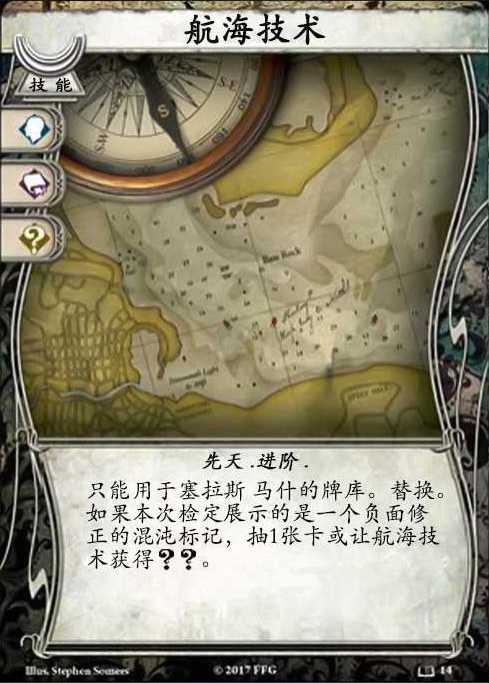 航海技术
技能
S
S-E
S-W
Ram Rock
先天 .进阶 .
只能用于塞拉斯 马什的牌库。替换。
如果本次检定展示的是一个负面修
正的混沌标记，抽1张卡或让航海技
术获得??。
Illus. Stephen Somers
© 2017 FFG
14